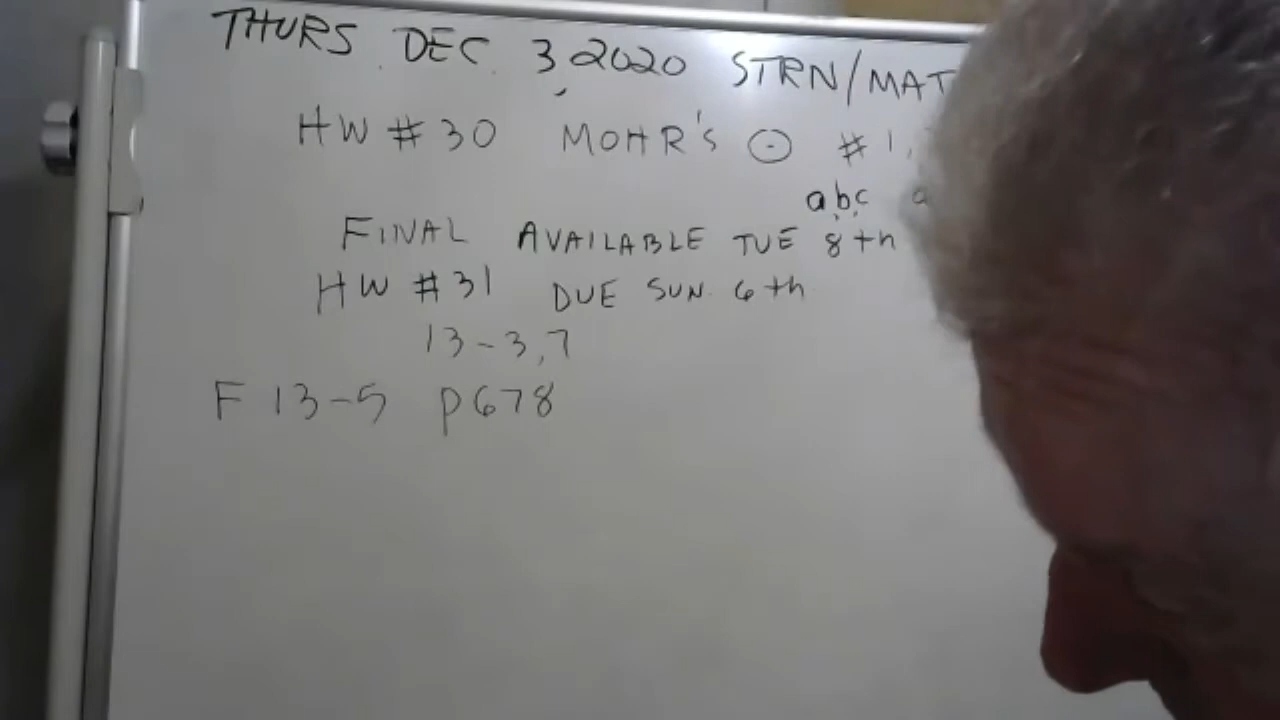 THURS DEC. 3, 2020 STRN/MAT
HW # 30 MOHR'S ⊙ # 1,
a,b,c
FINAL AVAILABLE TUE 8th
HW # 31 DUE SUN. 6th
13-3,7
F 13-5 p678